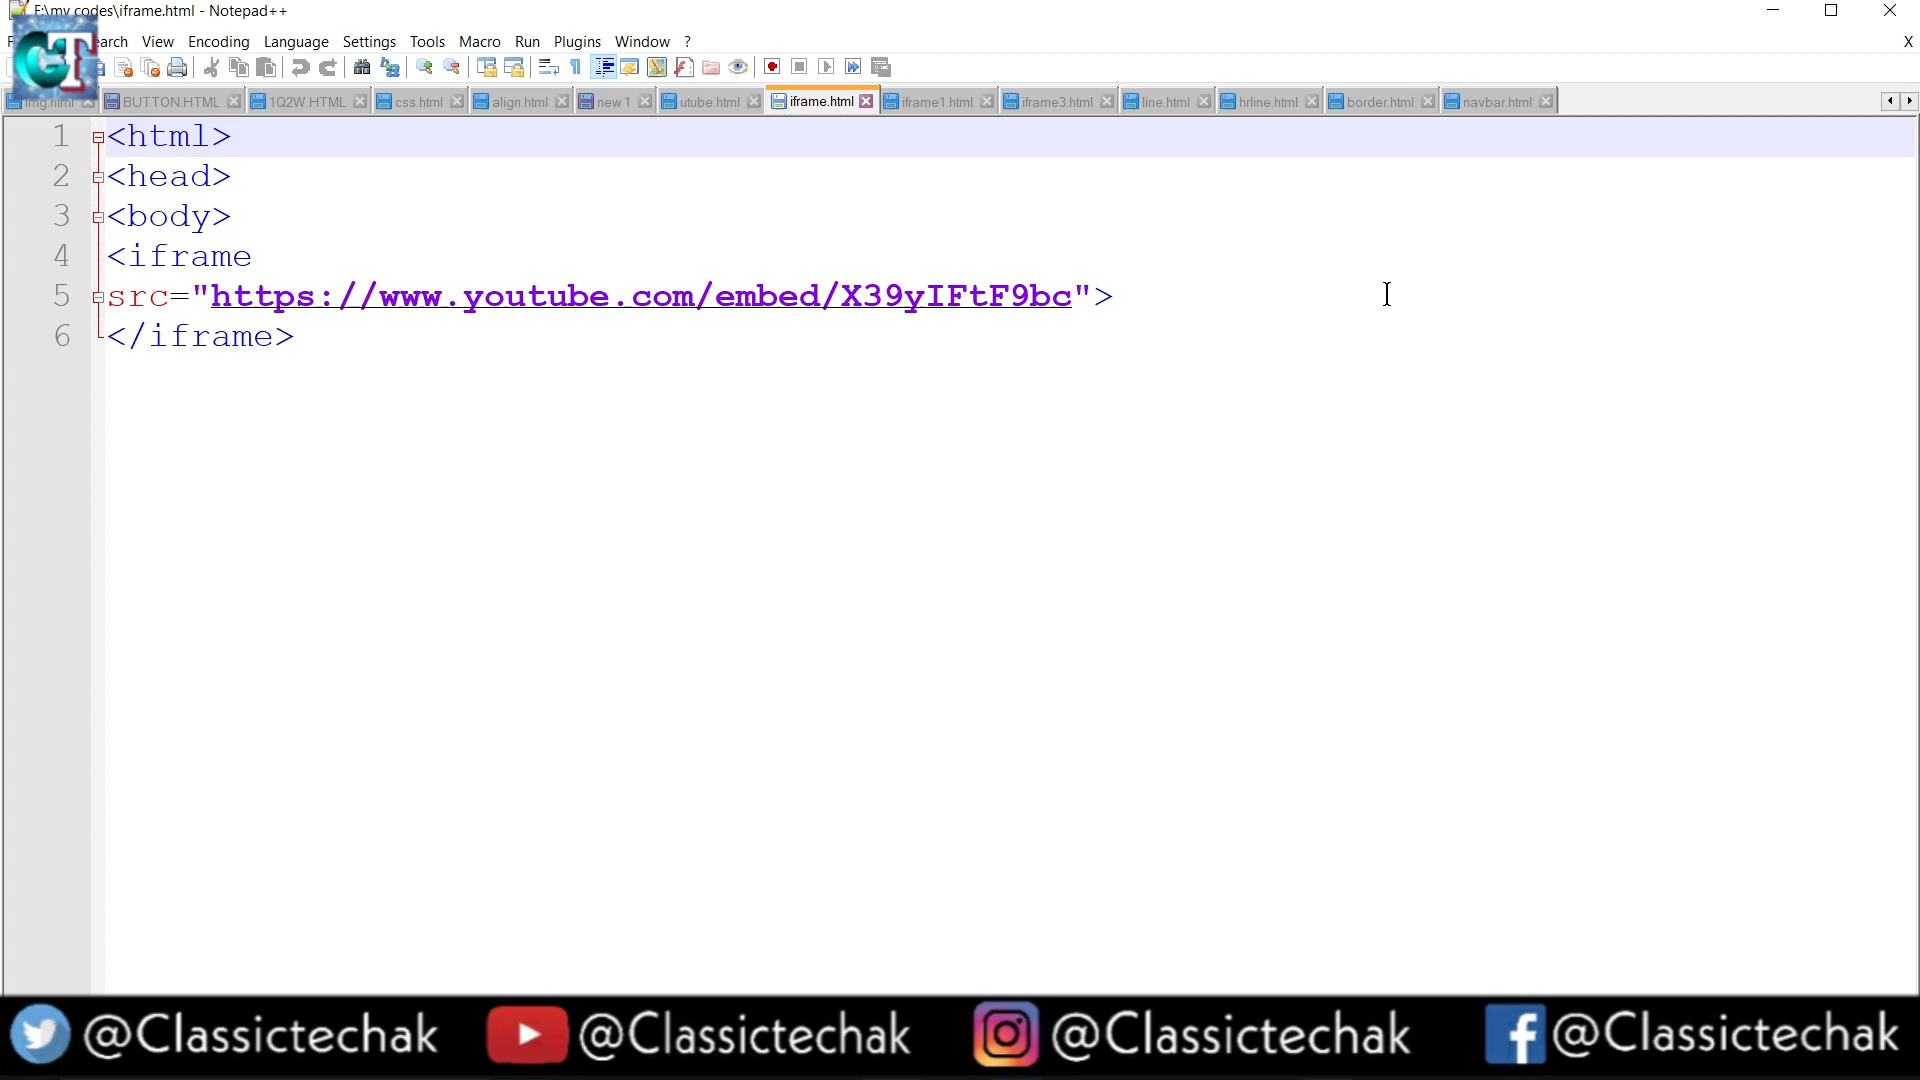 E:\my codes\iframe.html - Notepad++
View Encoding Language Settings Tools Macro Run Plugins Window ?
X
img.html BUTTON.HTML 1Q2W.HTML css.html align.html new 1 utube.html iframe.html iframe1.html iframe3.html line.html hrline.html border.html navbar.html
GT
1 <html>
2 <head>
3 <body>
4 <iframe
5 src="https://www.youtube.com/embed/X39yIFtF9bc">
6 </iframe>
@Classictechak @Classictechak @Classictechak @Classictechak